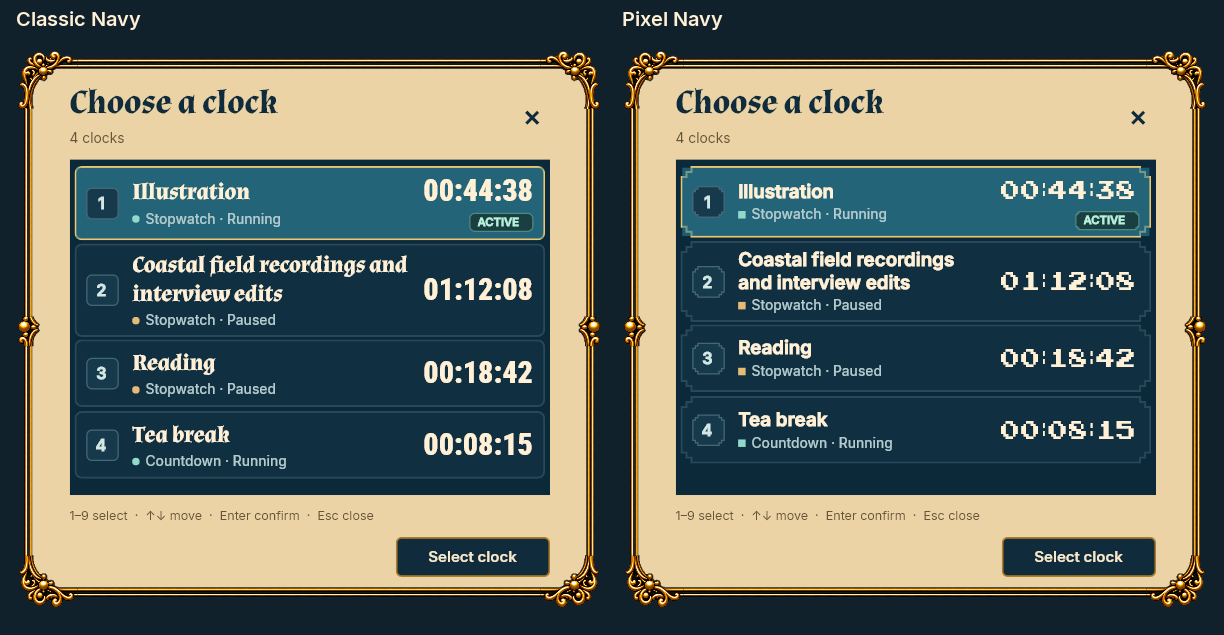 Classic Navy
Choose a clock
×
4 clocks
1
Illustration
00:44:38
Stopwatch · Running
ACTIVE
2
Coastal field recordings and
interview edits
01:12:08
Stopwatch · Paused
3
Reading
00:18:42
Stopwatch · Paused
4
Tea break
00:08:15
Countdown · Running
1–9 select · ↑↓ move · Enter confirm · Esc close
Select clock
Pixel Navy
Choose a clock
×
4 clocks
1
Illustration
00:44:38
Stopwatch · Running
ACTIVE
2
Coastal field recordings
and interview edits
01:12:08
Stopwatch · Paused
3
Reading
00:18:42
Stopwatch · Paused
4
Tea break
00:08:15
Countdown · Running
1–9 select · ↑↓ move · Enter confirm · Esc close
Select clock